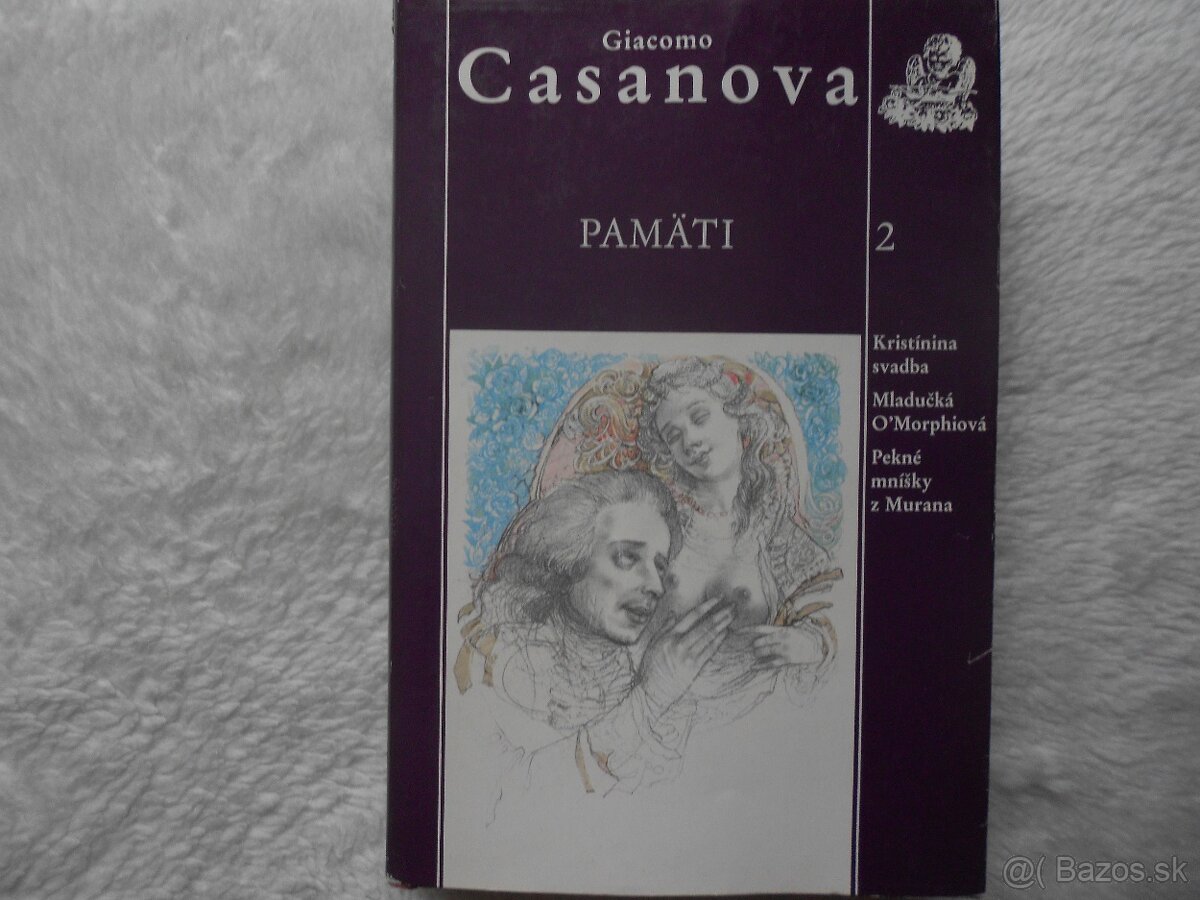 Giacomo
Casanova
PAMÄTI
2
Kristínina
svadba
Mladučká
O'Morphiová
Pekné
mníšky
z Murana
@( Bazos.sk